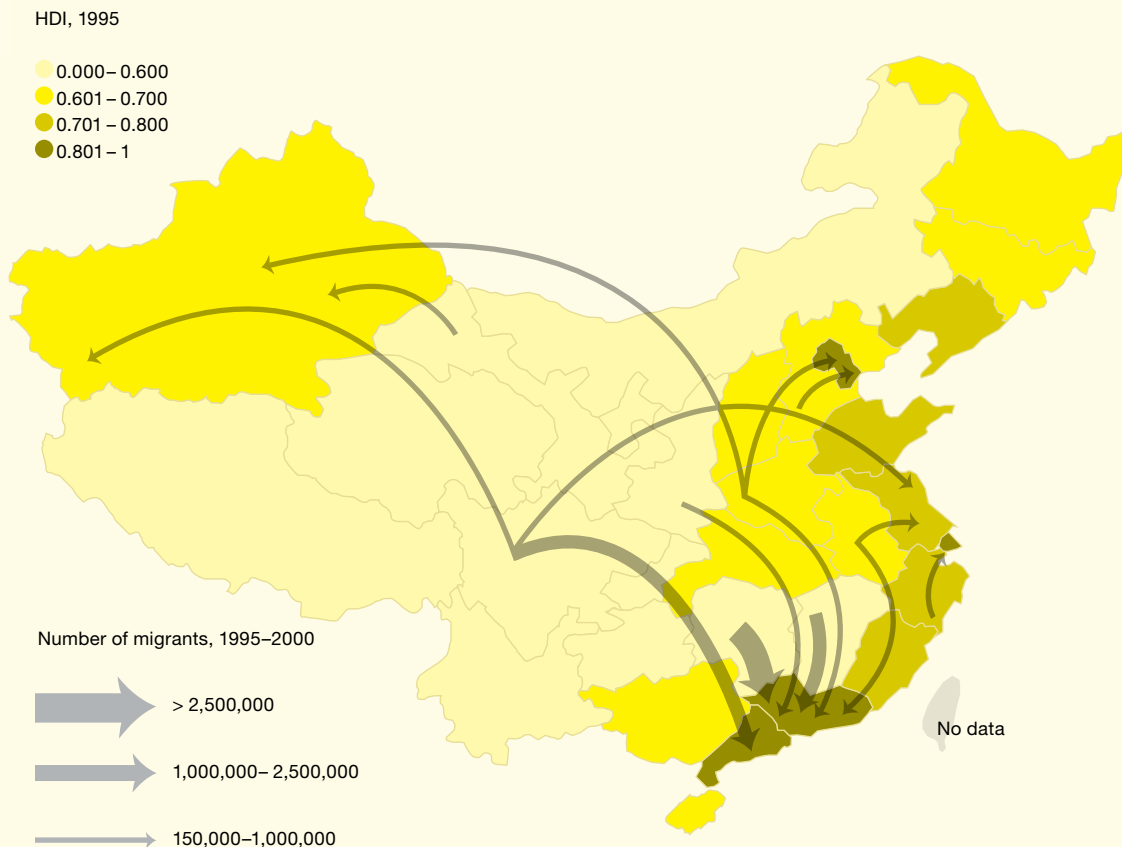 HDI, 1995
0.000–0.600
0.601–0.700
0.701–0.800
0.801–1
Number of migrants, 1995–2000
> 2,500,000
1,000,000–2,500,000
150,000–1,000,000
No data